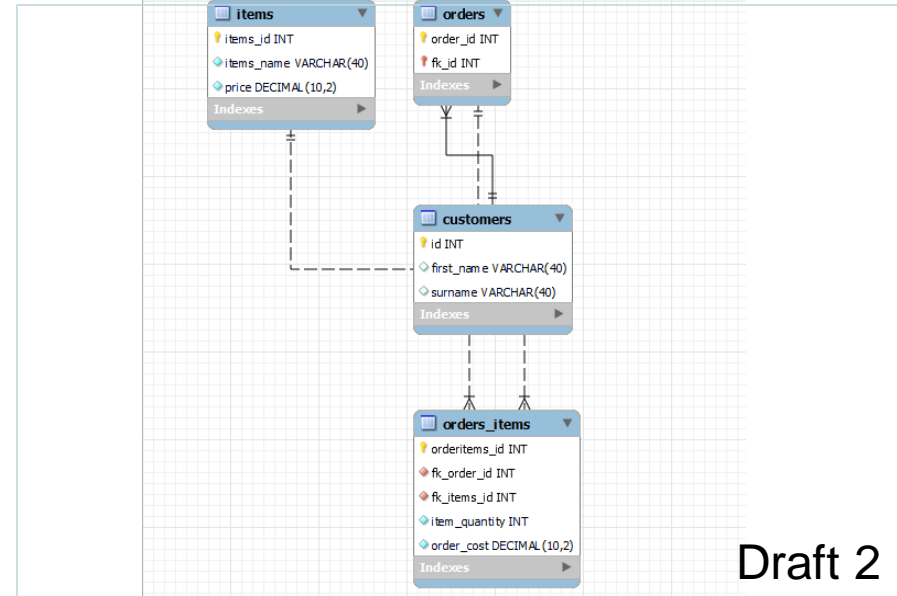 items
items_id INT
items_name VARCHAR(40)
price DECIMAL(10,2)
Indexes
orders
order_id INT
fk_id INT
Indexes
customers
id INT
first_name VARCHAR(40)
surname VARCHAR(40)
Indexes
orders_items
orderitems_id INT
fk_order_id INT
fk_items_id INT
item_quantity INT
order_cost DECIMAL(10,2)
Indexes
Draft 2